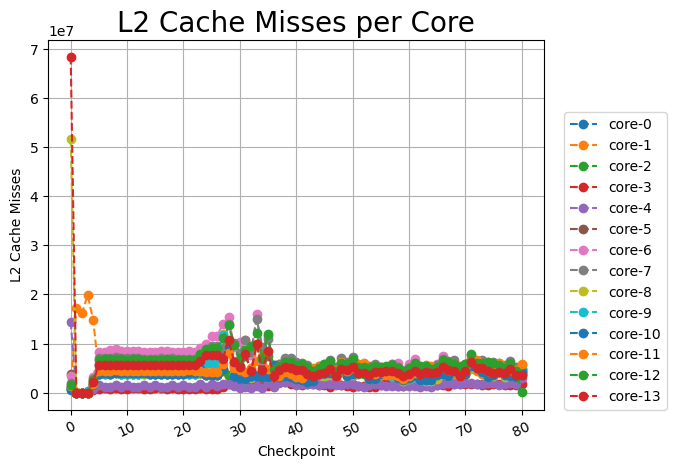 L2 Cache Misses per Core
1e7
7
6
5
4
3
2
1
0
L2 Cache Misses
0 10 20 30 40 50 60 70 80
Checkpoint
core-0
core-1
core-2
core-3
core-4
core-5
core-6
core-7
core-8
core-9
core-10
core-11
core-12
core-13